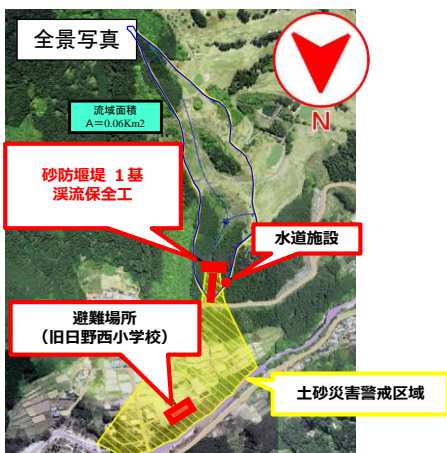 全景写真
N
流域面積
A=0.06Km2
砂防堰堤 1基
渓流保全工
水道施設
避難場所
（旧日野西小学校）
土砂災害警戒区域